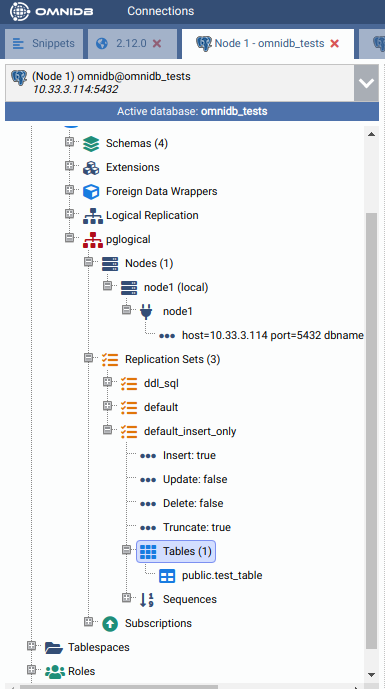 OMNIDB Connections
Snippets 2.12.0 Node 1 - omnidb_tests
(Node 1) omnidb@omnidb_tests
10.33.3.114:5432
Active database: omnidb_tests
Schemas (4)
Extensions
Foreign Data Wrappers
Logical Replication
pglogical
Nodes (1)
node1 (local)
node1
host=10.33.3.114 port=5432 dbname
Replication Sets (3)
ddl_sql
default
default_insert_only
Insert: true
Update: false
Delete: false
Truncate: true
Tables (1)
public.test_table
Sequences
Subscriptions
Tablespaces
Roles